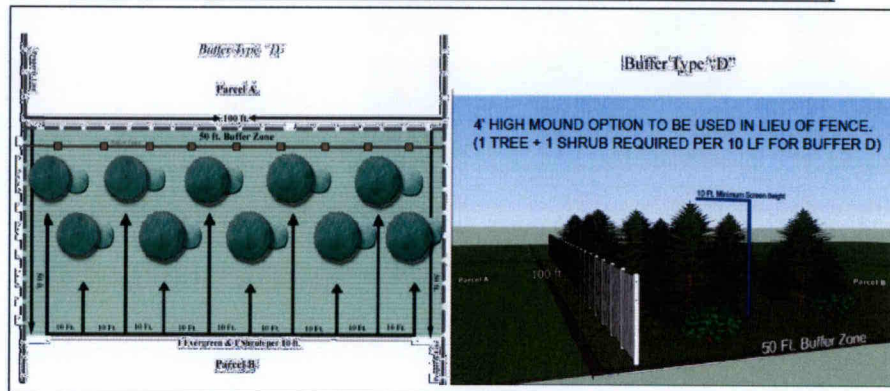 Buffer Type "D"
Parcel A
100 ft.
50 ft. Buffer Zone
10 Ft. 10 Ft. 10 Ft. 10 Ft. 10 Ft. 10 Ft. 10 Ft. 10 Ft. 10 Ft.
1 Evergreen & 1 Shrub per 10 ft.
Parcel B
Buffer Type "D"
4' HIGH MOUND OPTION TO BE USED IN LIEU OF FENCE.
(1 TREE + 1 SHRUB REQUIRED PER 10 LF FOR BUFFER D)
10 Ft. Minimum Screen Height
Parcel A
100 ft
Parcel B
50 Ft. Buffer Zone